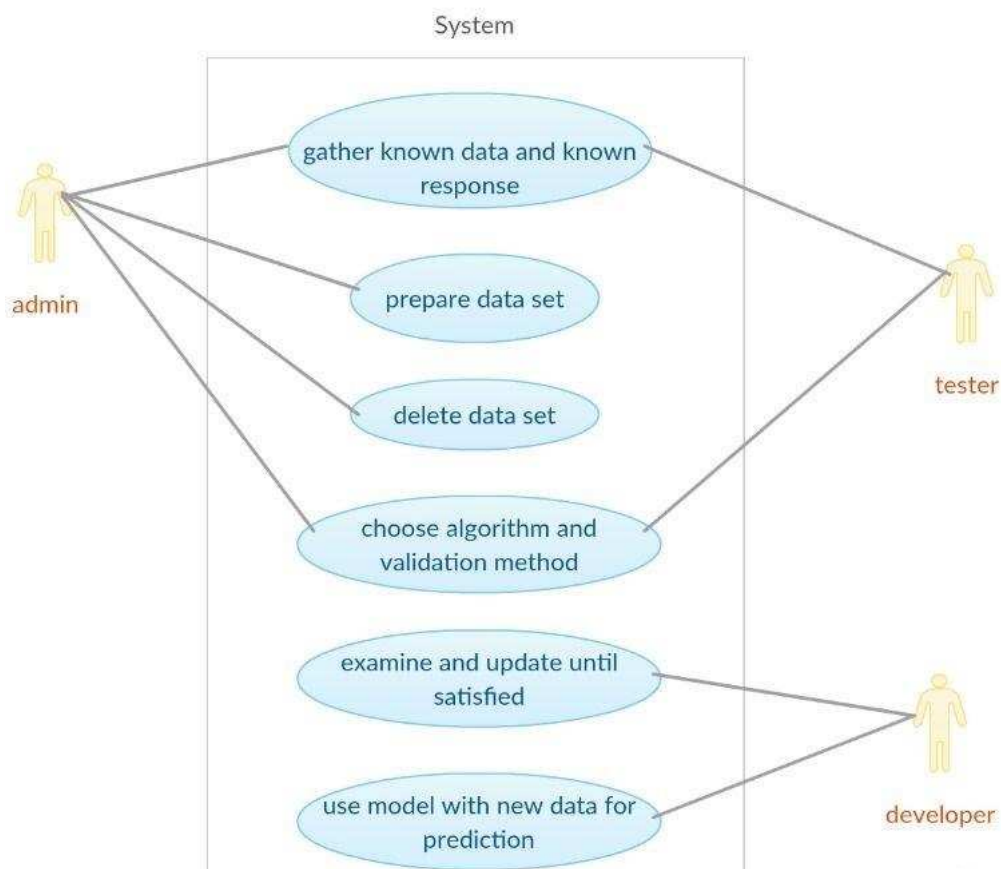 System
gather known data and known
response
admin
prepare data set
tester
delete data set
choose algorithm and
validation method
examine and update until
satisfied
use model with new data for
prediction
developer